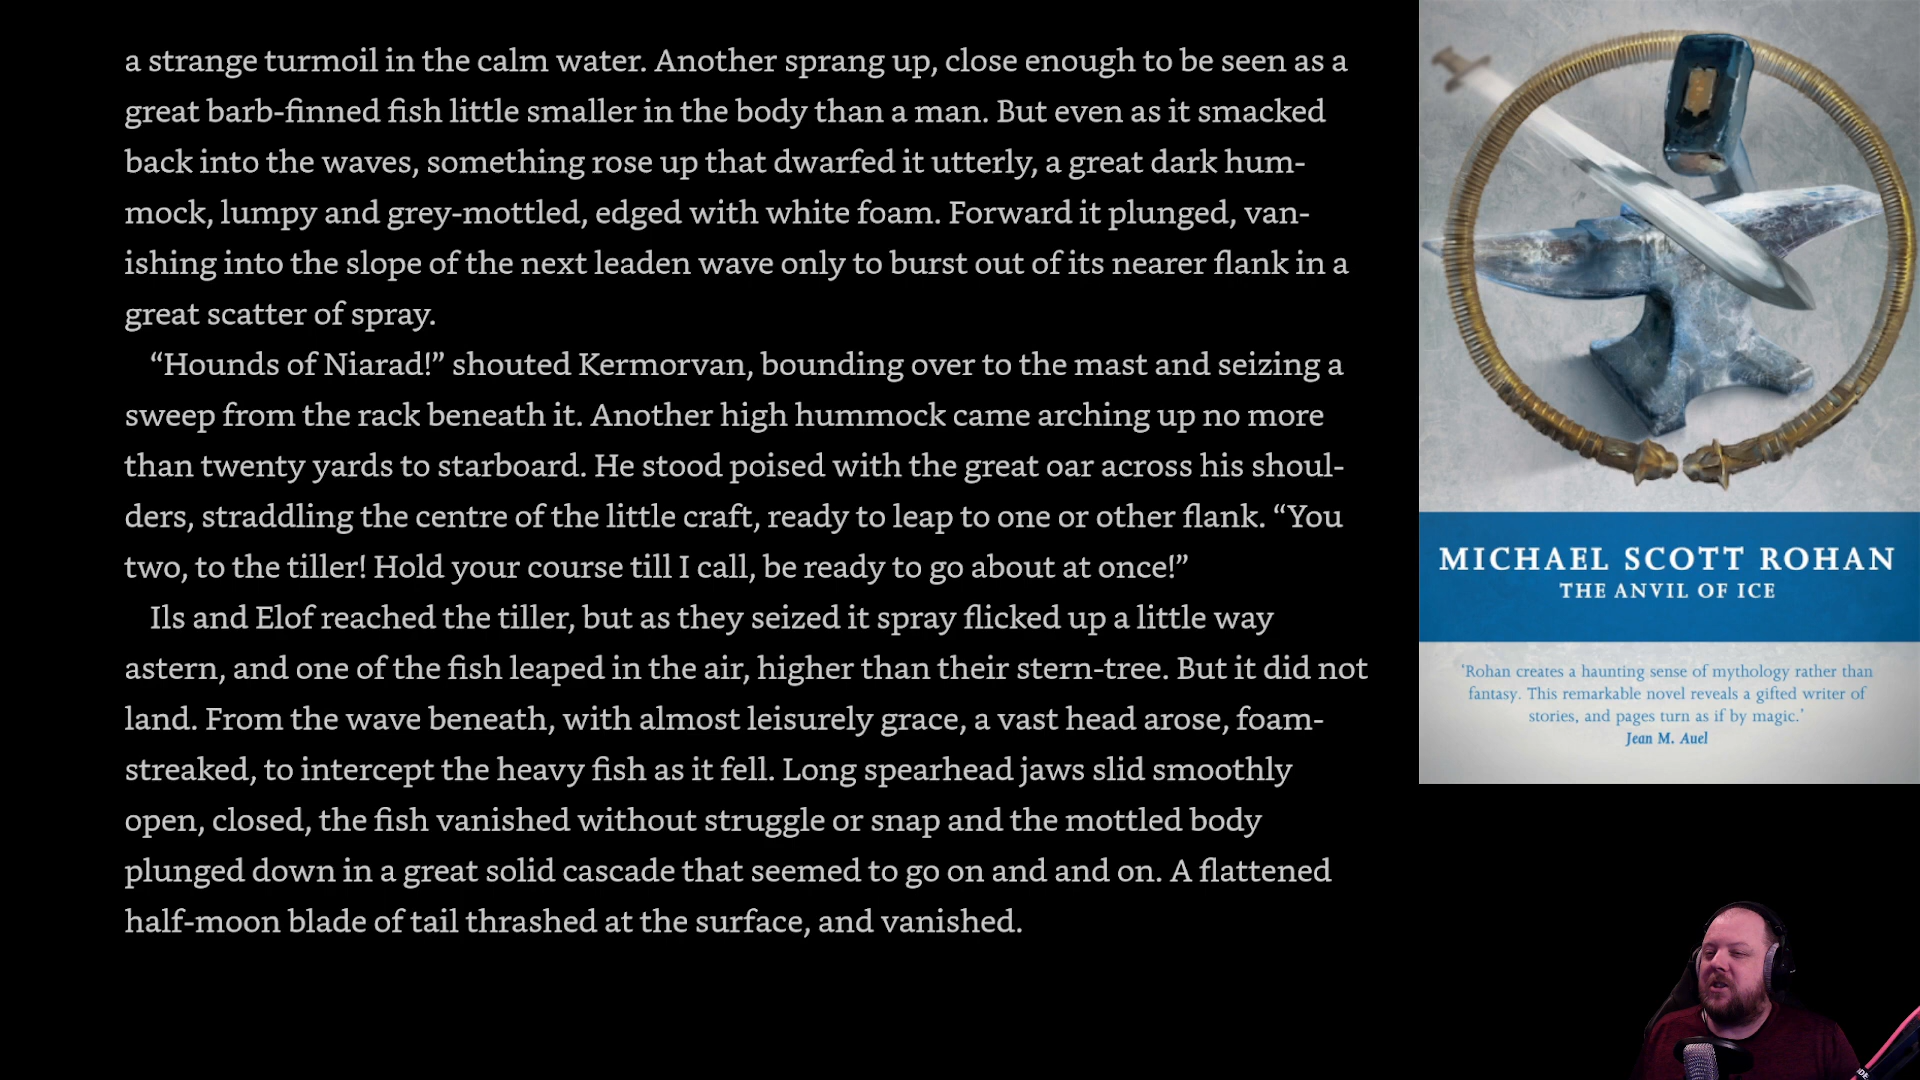 a strange turmoil in the calm water. Another sprang up, close enough to be seen as a
great barb-finned fish little smaller in the body than a man. But even as it smacked
back into the waves, something rose up that dwarfed it utterly, a great dark hum-
mock, lumpy and grey-mottled, edged with white foam. Forward it plunged, van-
ishing into the slope of the next leaden wave only to burst out of its nearer flank in a
great scatter of spray.
“Hounds of Niarad!” shouted Kermorvan, bounding over to the mast and seizing a
sweep from the rack beneath it. Another high hummock came arching up no more
than twenty yards to starboard. He stood poised with the great oar across his shoul-
ders, straddling the centre of the little craft, ready to leap to one or other flank. “You
two, to the tiller! Hold your course till I call, be ready to go about at once!”
Ils and Elof reached the tiller, but as they seized it spray flicked up a little way
astern, and one of the fish leaped in the air, higher than their stern-tree. But it did not
land. From the wave beneath, with almost leisurely grace, a vast head arose, foam-
streaked, to intercept the heavy fish as it fell. Long spearhead jaws slid smoothly
open, closed, the fish vanished without struggle or snap and the mottled body
plunged down in a great solid cascade that seemed to go on and and on. A flattened
half-moon blade of tail thrashed at the surface, and vanished.
MICHAEL SCOTT ROHAN
THE ANVIL OF ICE
‘Rohan creates a haunting sense of mythology rather than
fantasy. This remarkable novel reveals a gifted writer of
stories, and pages turn as if by magic.’
Jean M. Auel